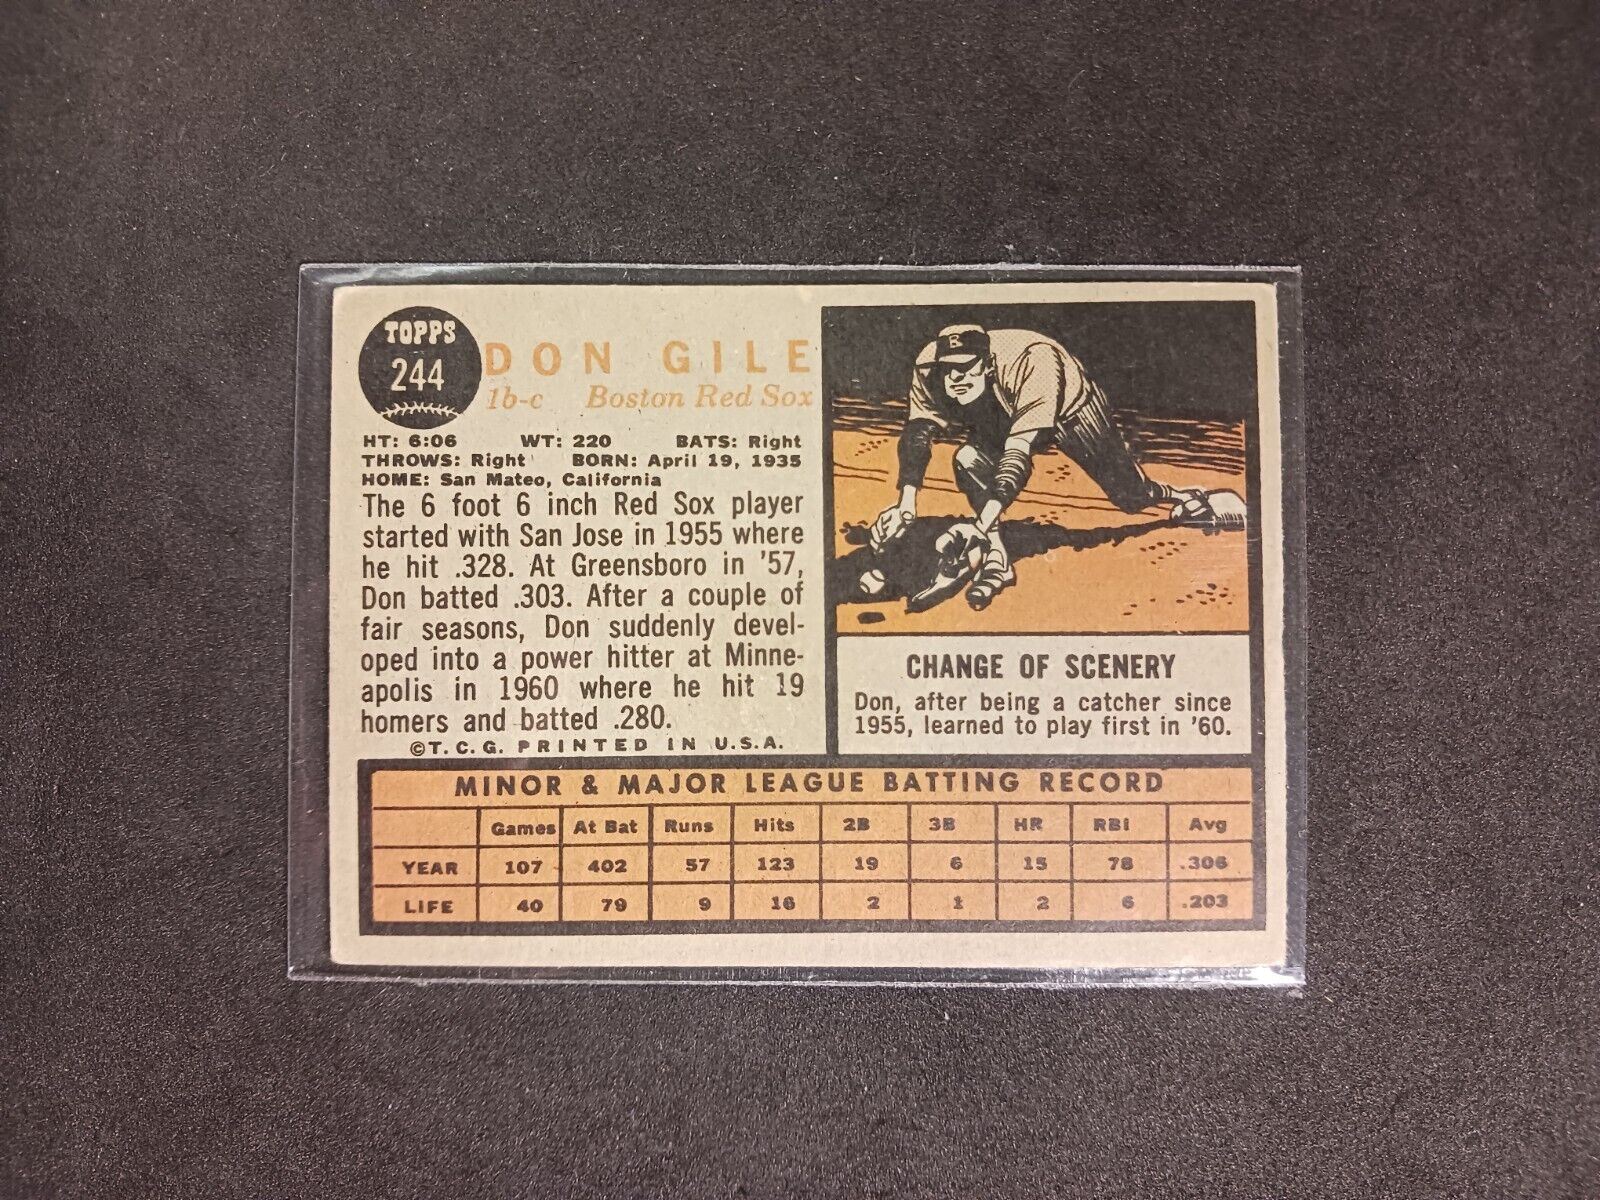 TOPPS
244
DON GILE
1b-c Boston Red Sox
HT: 6:06 WT: 220 BATS: Right
THROWS: Right BORN: April 19, 1935
HOME: San Mateo, California
The 6 foot 6 inch Red Sox player
started with San Jose in 1955 where
he hit .328. At Greensboro in '57,
Don batted .303. After a couple of
fair seasons, Don suddenly devel-
oped into a power hitter at Minne-
apolis in 1960 where he hit 19
homers and batted .280.
©T.C.G. PRINTED IN U.S.A.
B
CHANGE OF SCENERY
Don, after being a catcher since
1955, learned to play first in '60.
MINOR & MAJOR LEAGUE BATTING RECORD
Games At Bat Runs Hits 2B 3B HR RBI Avg
YEAR 107 402 57 123 19 6 15 78 .306
LIFE 40 79 9 16 2 1 2 6 .203